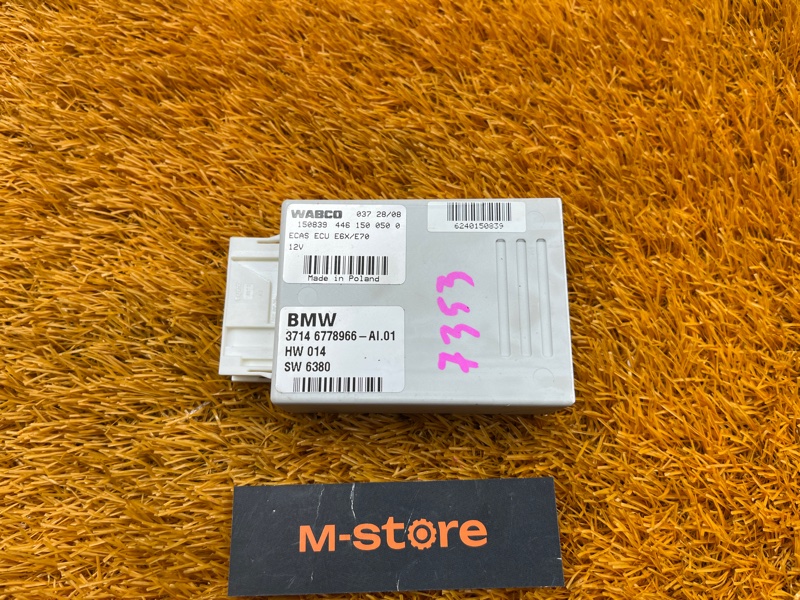 WABCO 037 28/08
150839 446 150 050 0
ECAS ECU E6X/E70
12V
Made in Poland
6240150839
BMW
3714 6778966-AI.01
HW 014
SW 6380
7353
M-store